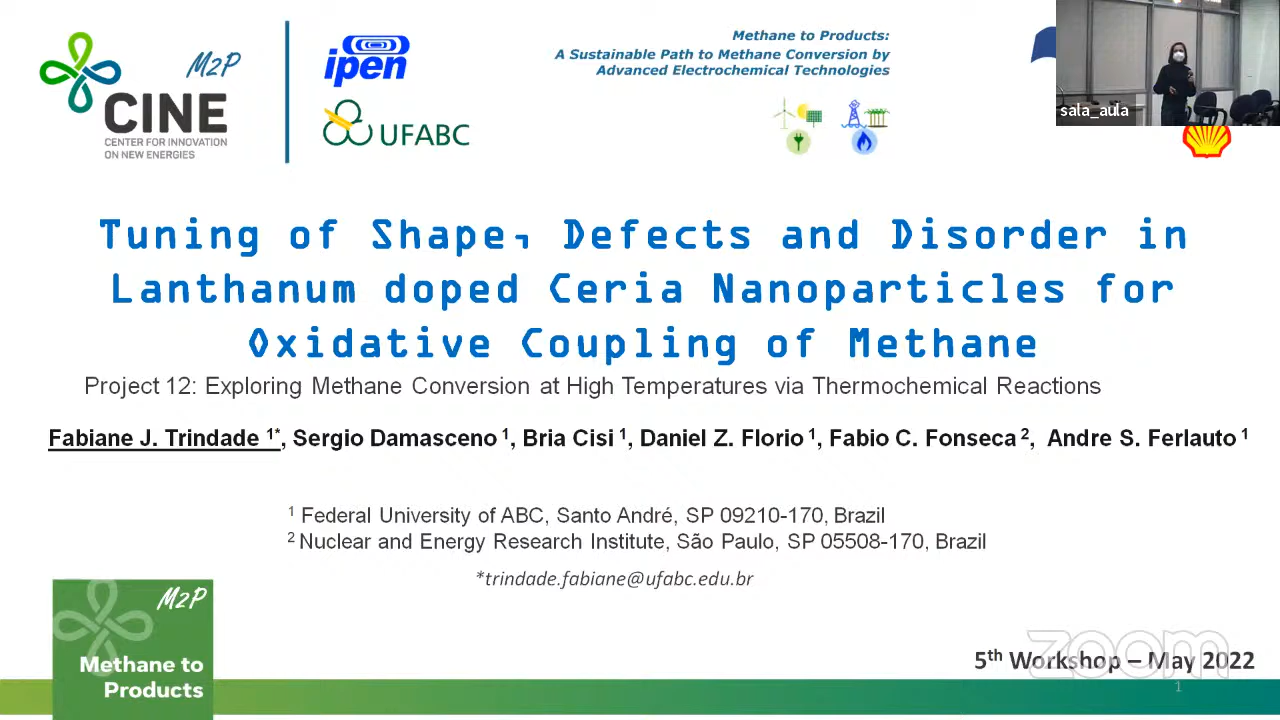 M2P
CINE
CENTER FOR INNOVATION
ON NEW ENERGIES
ipen
UFABC
Methane to Products:
A Sustainable Path to Methane Conversion by
Advanced Electrochemical Technologies
sala_aula
Tuning of Shape, Defects and Disorder in
Lanthanum doped Ceria Nanoparticles for
Oxidative Coupling of Methane
Project 12: Exploring Methane Conversion at High Temperatures via Thermochemical Reactions
Fabiane J. Trindade ¹*, Sergio Damasceno ¹, Bria Cisi ¹, Daniel Z. Florio ¹, Fabio C. Fonseca ², Andre S. Ferlauto ¹
¹ Federal University of ABC, Santo André, SP 09210-170, Brazil
² Nuclear and Energy Research Institute, São Paulo, SP 05508-170, Brazil
*trindade.fabiane@ufabc.edu.br
M2P
Methane to
Products
zoom
5th Workshop – May 2022
1